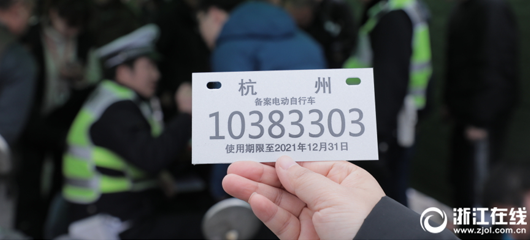 杭 州
备案电动自行车
10383303
使用期限至2021年12月31日
浙江在线
www.zjol.com.cn